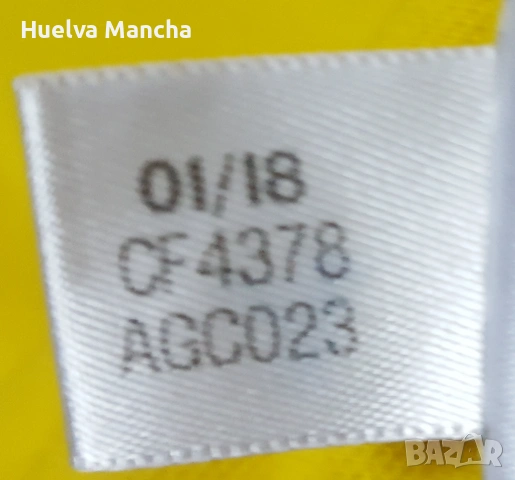 Huelva Mancha
01/18
CF4378
AGC023
BAZAR